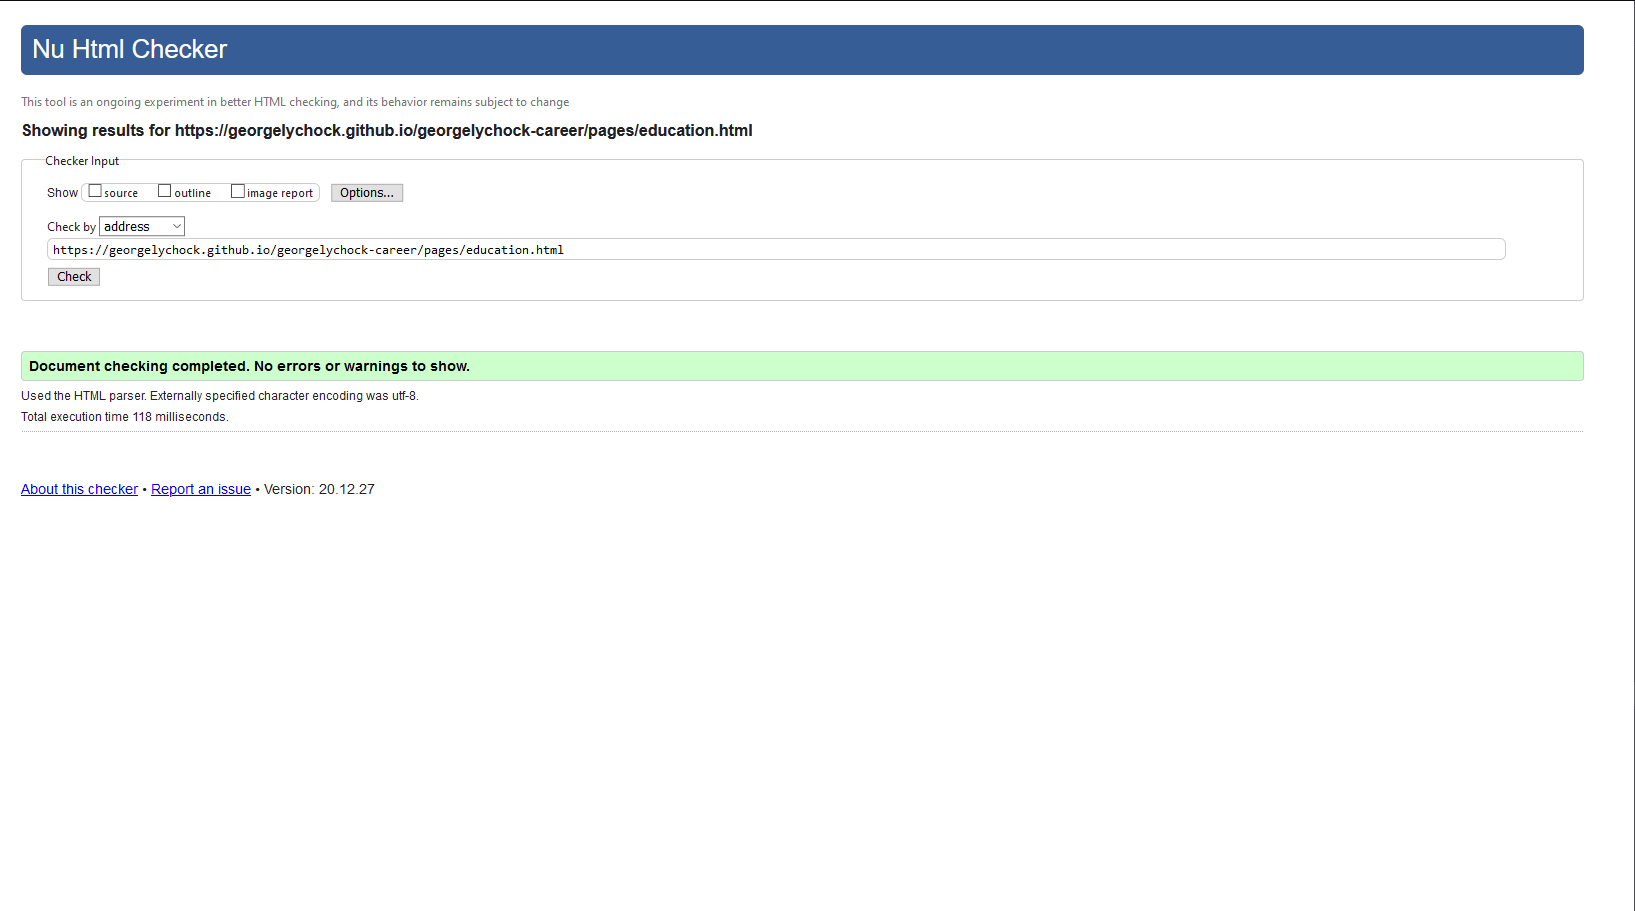 Nu Html Checker
This tool is an ongoing experiment in better HTML checking, and its behavior remains subject to change
Showing results for https://georgelychock.github.io/georgelychock-career/pages/education.html
Checker Input
Show source outline image report Options...
Check by address
https://georgelychock.github.io/georgelychock-career/pages/education.html
Check
Document checking completed. No errors or warnings to show.
Used the HTML parser. Externally specified character encoding was utf-8.
Total execution time 118 milliseconds.
About this checker • Report an issue • Version: 20.12.27